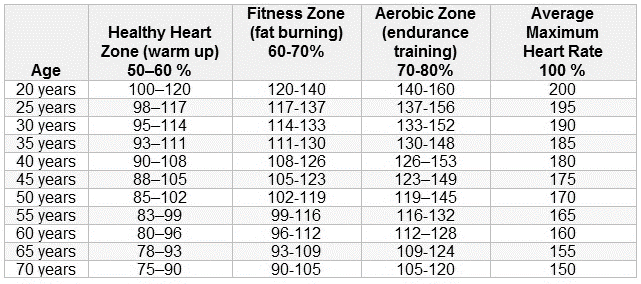 Age Healthy Heart Zone (warm up) 50–60 % Fitness Zone (fat burning) 60-70% Aerobic Zone (endurance training) 70-80% Average Maximum Heart Rate 100 %
20 years 100–120 120-140 140-160 200
25 years 98–117 117-137 137-156 195
30 years 95–114 114-133 133-152 190
35 years 93–111 111-130 130-148 185
40 years 90–108 108-126 126–153 180
45 years 88–105 105-123 123–149 175
50 years 85–102 102-119 119–145 170
55 years 83–99 99-116 116-132 165
60 years 80–96 96-112 112–128 160
65 years 78–93 93-109 109-124 155
70 years 75–90 90-105 105-120 150